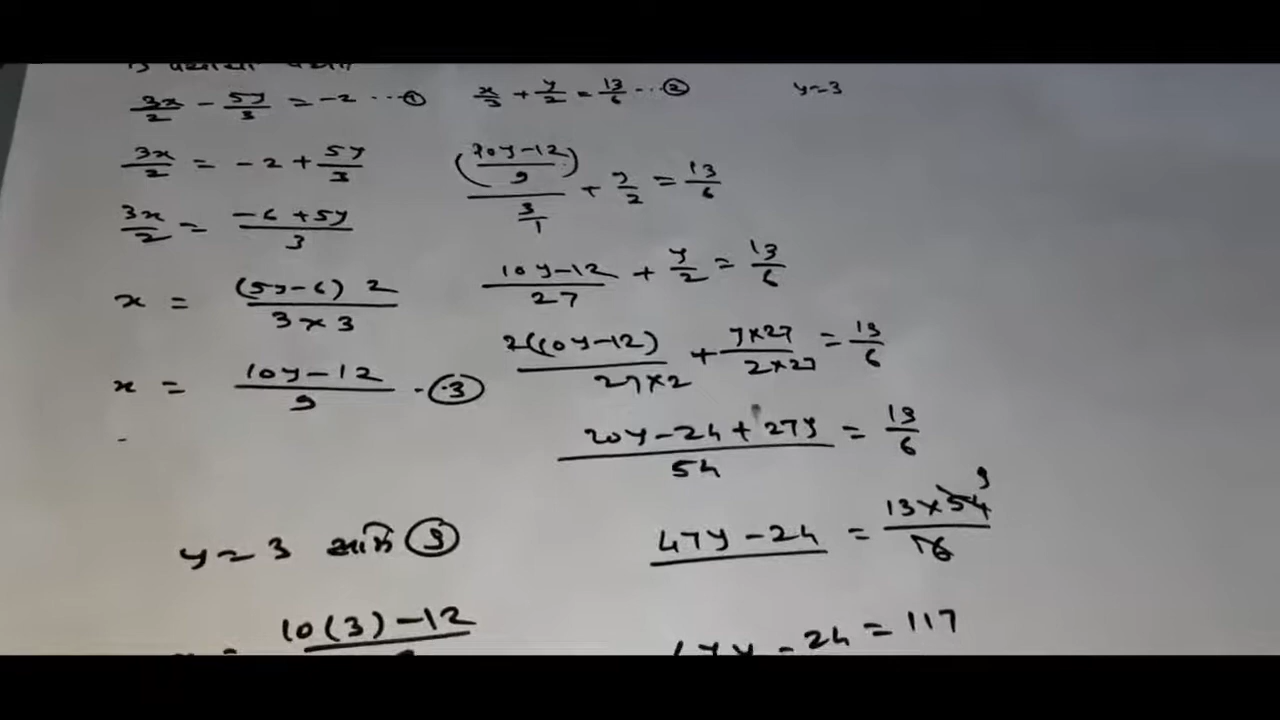 3x/2 - 5y/3 = -2 ... ①
3x/2 = -2 + 5y/3
3x/2 = (-6 + 5y)/3
x = (5y-6) 2/(3 × 3)
x = (10y-12)/9 - ③
y = 3
10(3) - 12
x/3 + y/2 = 13/6 ... ②
((10y-12)/9)/(3/1) + y/2 = 13/6
(10y-12)/27 + y/2 = 13/6
2(10y-12)/(27×2) + (y×27)/(2×27) = 13/6
(20y-24+27y)/54 = 13/6
47y - 24 = (13×54)/6 9
47y - 24 = 117
y=3